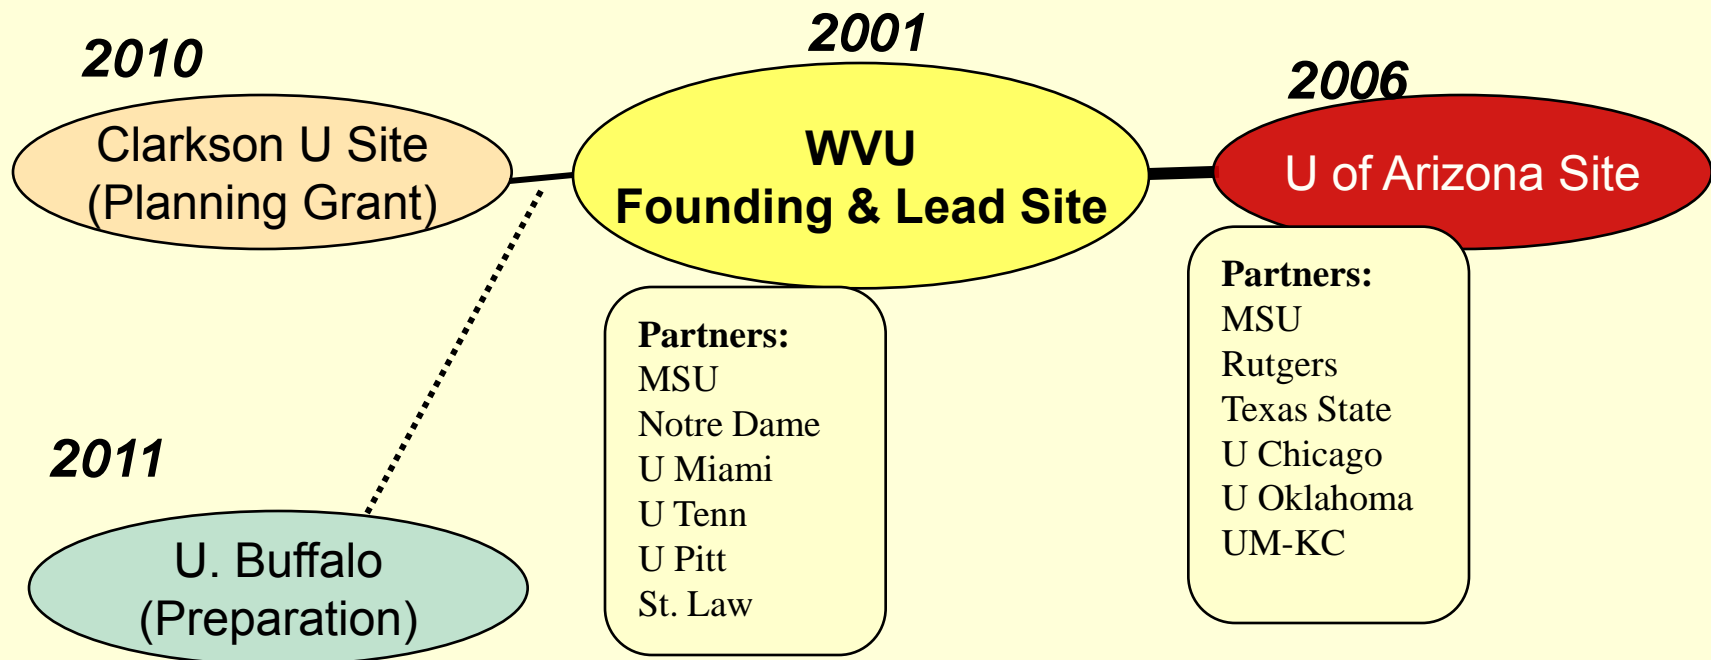 2010
Clarkson U Site
(Planning Grant)
2001
WVU
Founding & Lead Site
2006
U of Arizona Site
2011
U. Buffalo
(Preparation)
Partners:
MSU
Notre Dame
U Miami
U Tenn
U Pitt
St. Law
Partners:
MSU
Rutgers
Texas State
U Chicago
U Oklahoma
UM-KC